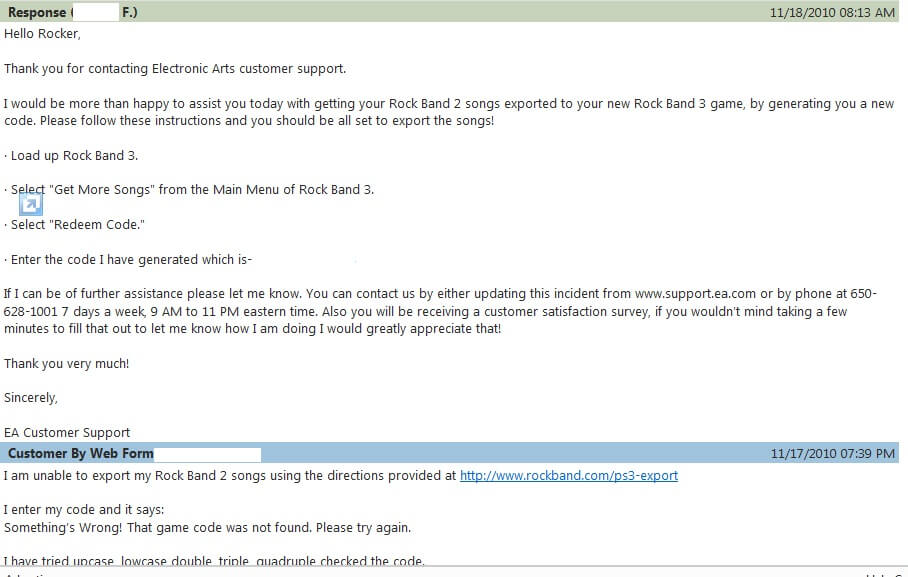 Response ( F.) 11/18/2010 08:13 AM
Hello Rocker,
Thank you for contacting Electronic Arts customer support.
I would be more than happy to assist you today with getting your Rock Band 2 songs exported to your new Rock Band 3 game, by generating you a new
code. Please follow these instructions and you should be all set to export the songs!
· Load up Rock Band 3.
· Select "Get More Songs" from the Main Menu of Rock Band 3.
· Select "Redeem Code."
· Enter the code I have generated which is-
If I can be of further assistance please let me know. You can contact us by either updating this incident from www.support.ea.com or by phone at 650-
628-1001 7 days a week, 9 AM to 11 PM eastern time. Also you will be receiving a customer satisfaction survey, if you wouldn't mind taking a few
minutes to fill that out to let me know how I am doing I would greatly appreciate that!
Thank you very much!
Sincerely,
EA Customer Support
Customer By Web Form 11/17/2010 07:39 PM
I am unable to export my Rock Band 2 songs using the directions provided at http://www.rockband.com/ps3-export
I enter my code and it says:
Something's Wrong! That game code was not found. Please try again.
I have tried upcase, lowcase double, triple, quadruple checked the code.